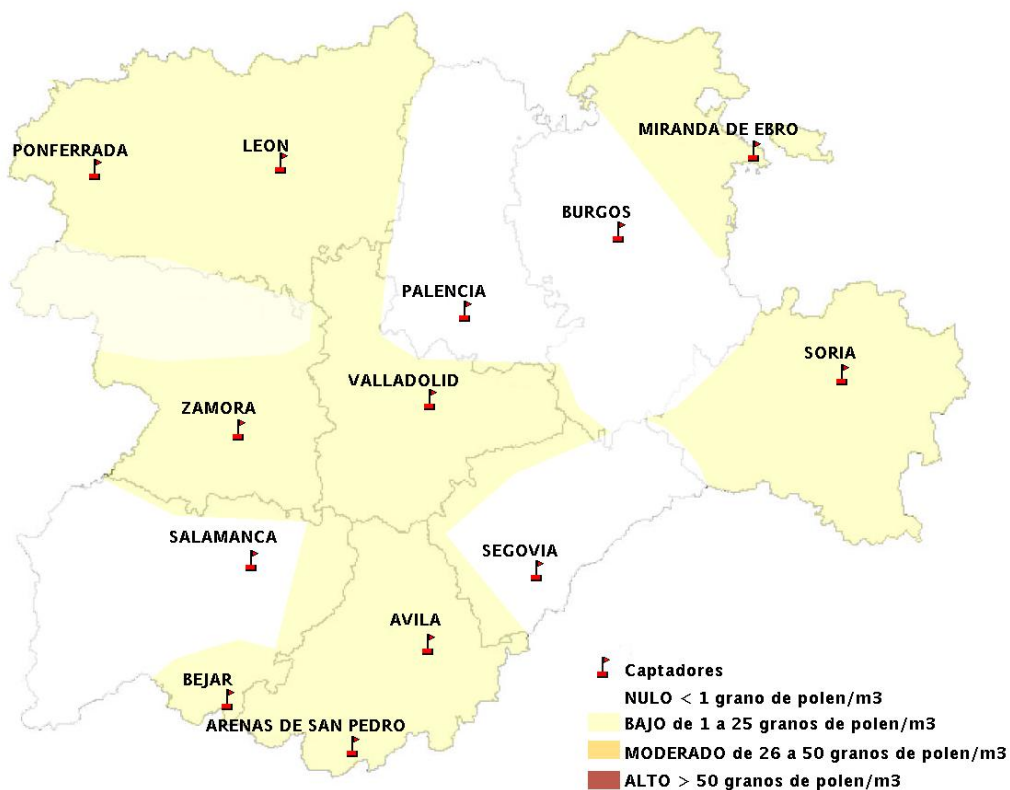 MIRANDA DE EBRO
PONFERRADA
LEON
BURGOS
PALENCIA
SORIA
VALLADOLID
ZAMORA
SALAMANCA
SEGOVIA
AVILA
BEJAR
ARENAS DE SAN PEDRO
Captadores
NULO < 1 grano de polen/m3
BAJO de 1 a 25 granos de polen/m3
MODERADO de 26 a 50 granos de polen/m3
ALTO > 50 granos de polen/m3